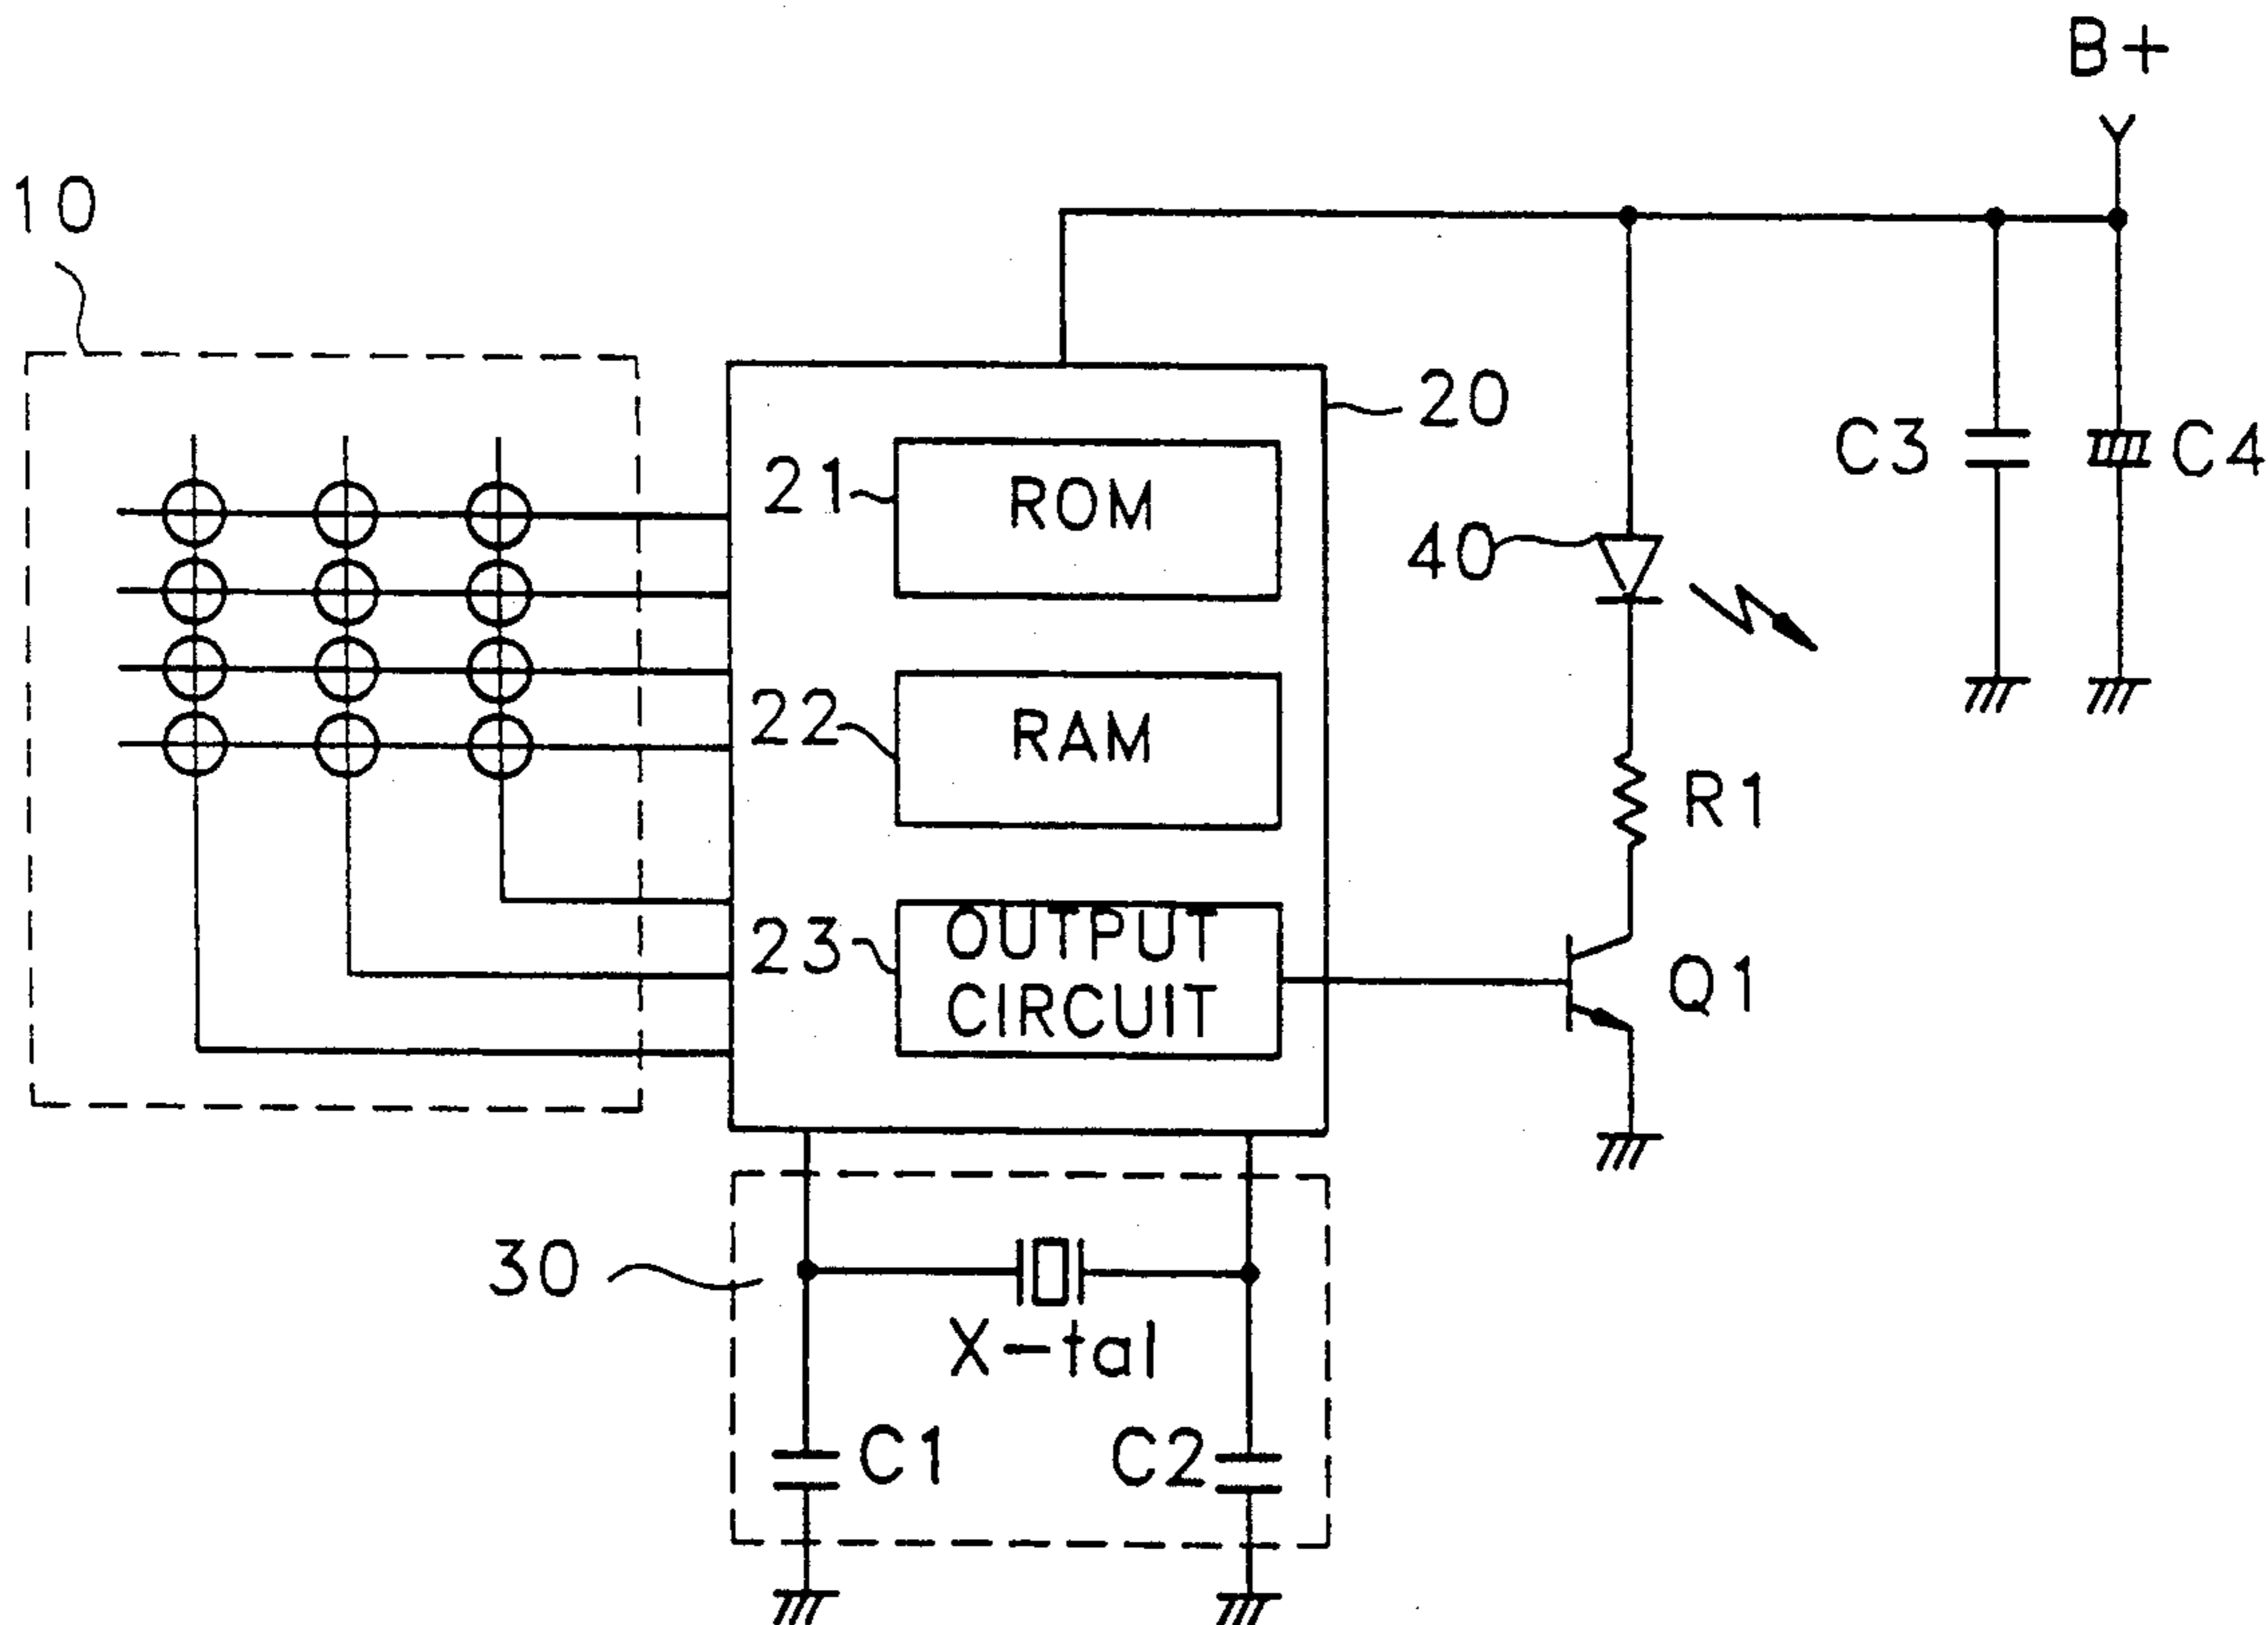 B+
10
20
21
ROM
C3
C4
40
22
RAM
R1
23
OUTPUT
CIRCUIT
Q1
30
X-tal
C1
C2